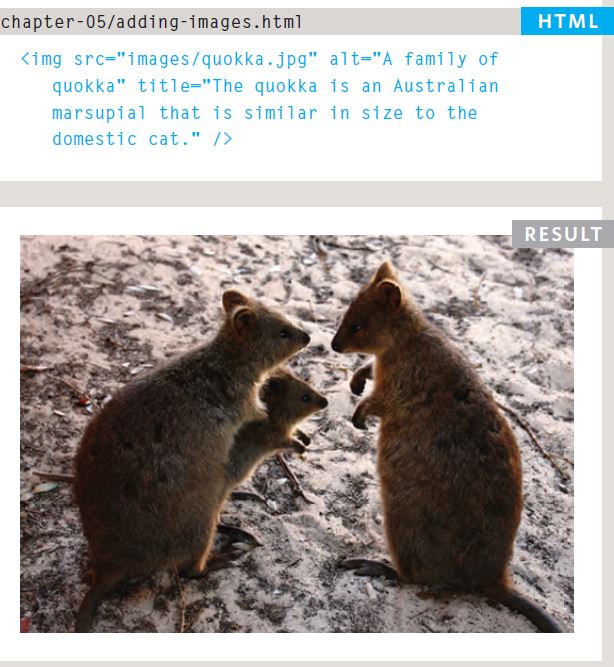 chapter-05/adding-images.html
HTML
<img src="images/quokka.jpg" alt="A family of
quokka" title="The quokka is an Australian
marsupial that is similar in size to the
domestic cat." />
RESULT